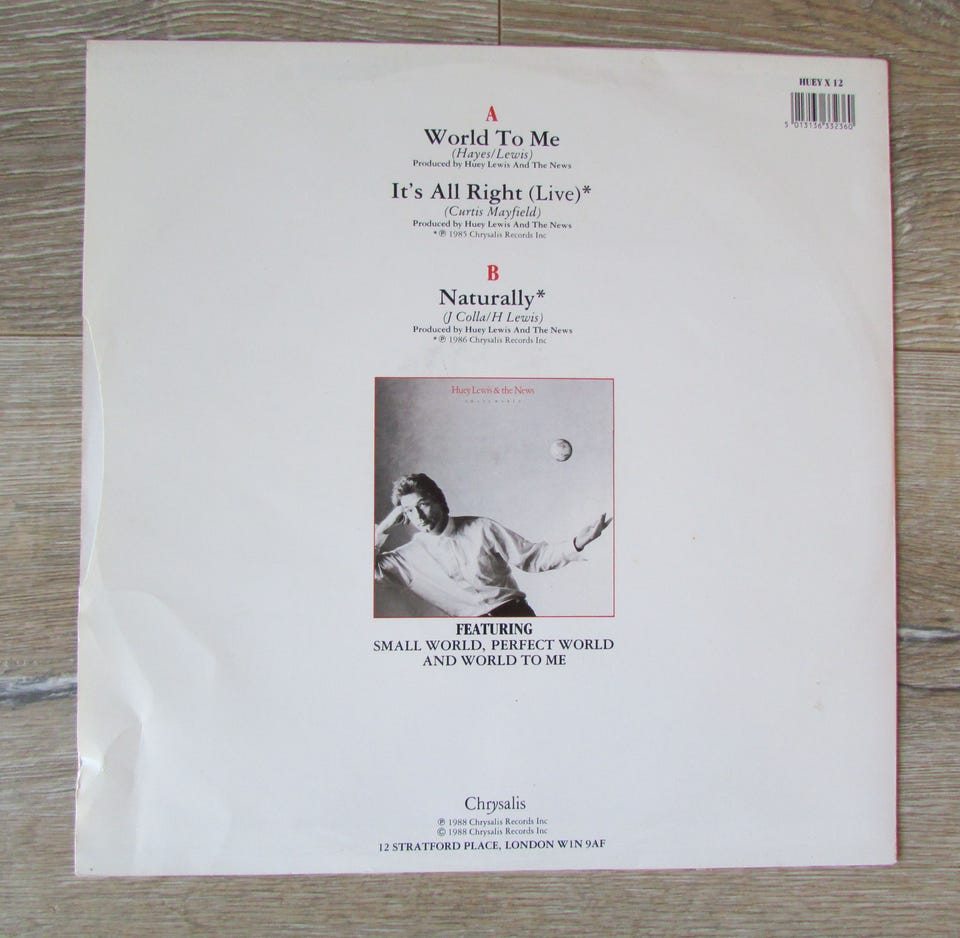 HUEY X 12
5 013136 332360
A
World To Me
(Hayes/Lewis)
Produced by Huey Lewis And The News
It's All Right (Live)*
(Curtis Mayfield)
Produced by Huey Lewis And The News
* ℗ 1985 Chrysalis Records Inc
B
Naturally*
(J Colla/H Lewis)
Produced by Huey Lewis And The News
* ℗ 1986 Chrysalis Records Inc
Huey Lewis & the News
SMALL WORLD
FEATURING
SMALL WORLD, PERFECT WORLD
AND WORLD TO ME
Chrysalis
℗ 1988 Chrysalis Records Inc
© 1988 Chrysalis Records Inc
12 STRATFORD PLACE, LONDON W1N 9AF